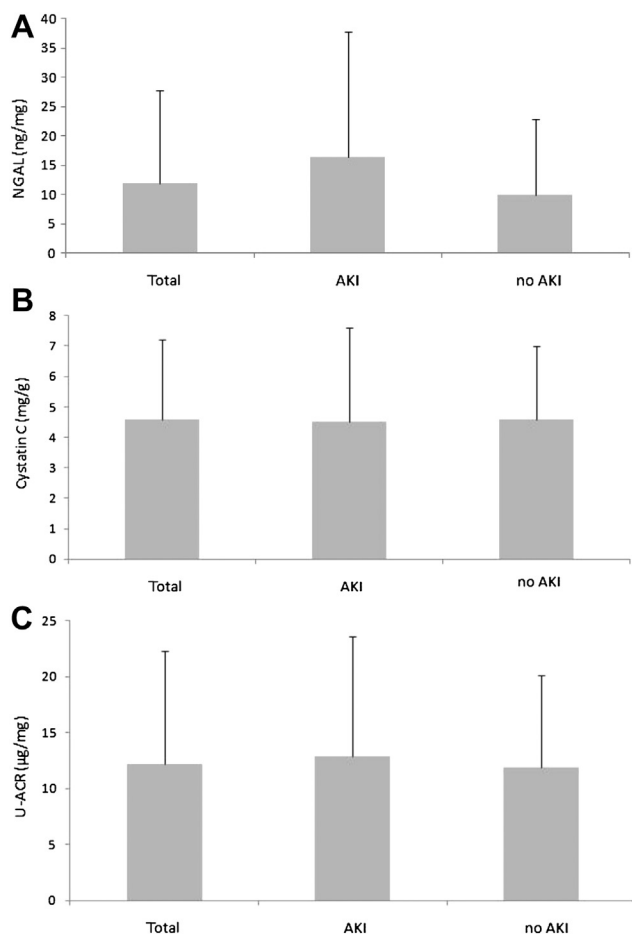 A
NGAL (ng/mg)
40
35
30
25
20
15
10
5
0
Total AKI no AKI
B
Cystatin C (mg/g)
8
7
6
5
4
3
2
1
0
Total AKI no AKI
C
U-ACR (µg/mg)
25
20
15
10
5
0
Total AKI no AKI